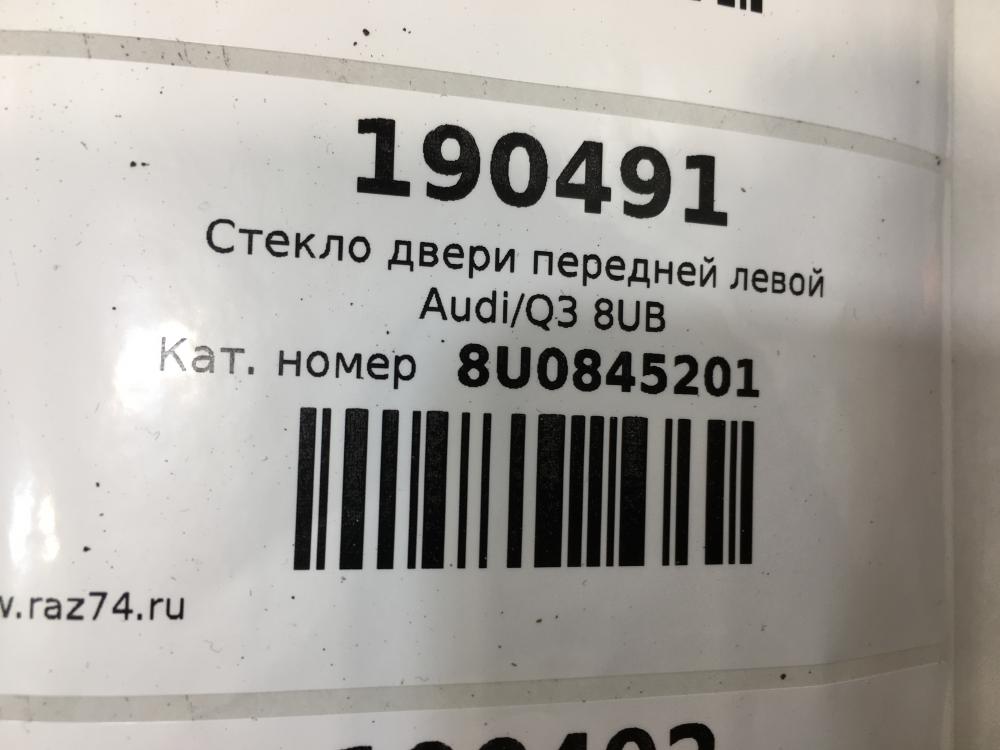 190491
Стекло двери передней левой
Audi/Q3 8UB
Кат. номер 8U0845201
w.raz74.ru